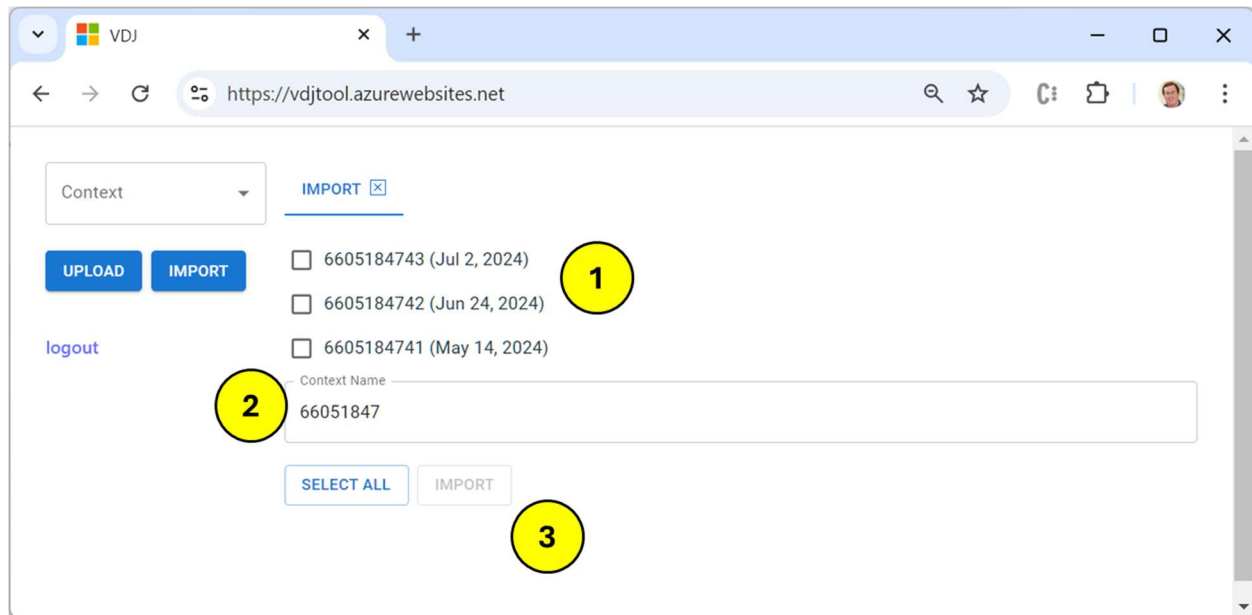 VDJ
https://vdjtool.azurewebsites.net
Context
IMPORT
UPLOAD IMPORT
6605184743 (Jul 2, 2024)
1
6605184742 (Jun 24, 2024)
logout
6605184741 (May 14, 2024)
Context Name
2
66051847
SELECT ALL IMPORT
3